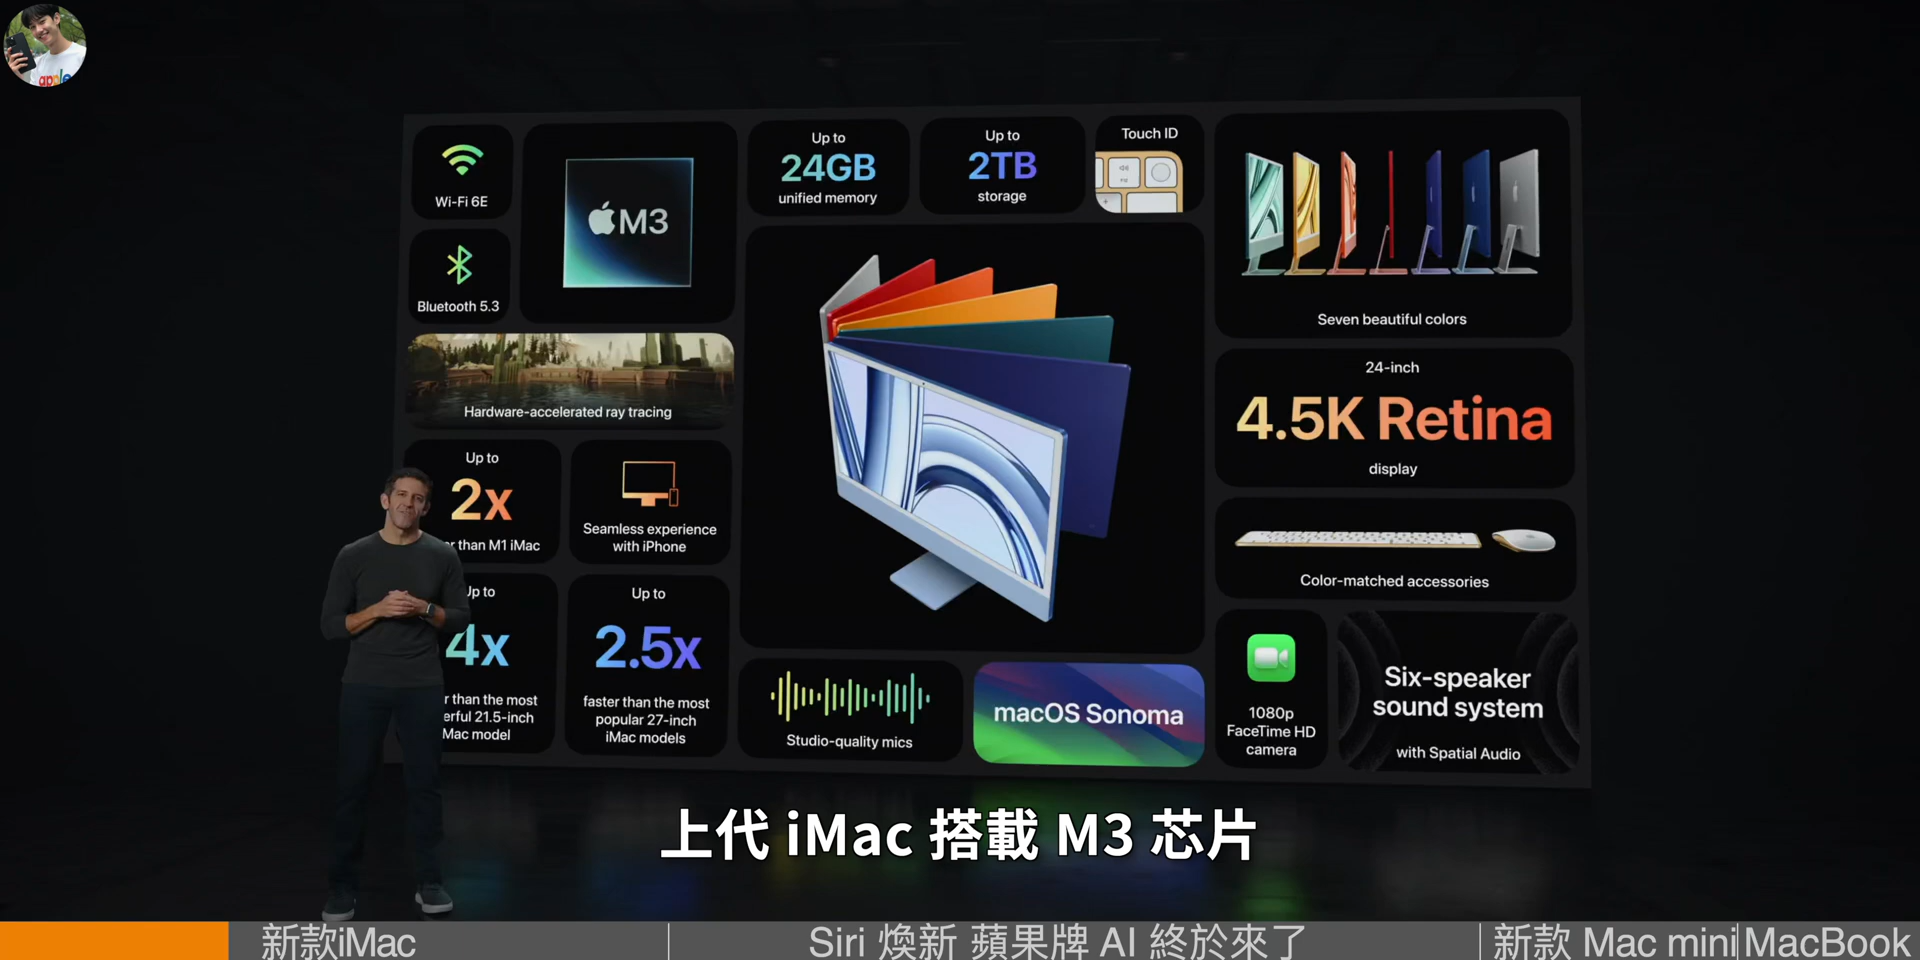 apple
Wi-Fi 6E
M3
Up to
24GB
unified memory
Up to
2TB
storage
Touch ID
Bluetooth 5.3
Seven beautiful colors
Hardware-accelerated ray tracing
24-inch
4.5K Retina
display
Up to
2x
than M1 iMac
Seamless experience
with iPhone
Color-matched accessories
to
4x
than the most
21.5-inch
Mac model
Up to
2.5x
faster than the most
popular 27-inch
iMac models
Studio-quality mics
macOS Sonoma
1080p
FaceTime HD
camera
Six-speaker
sound system
with Spatial Audio
上代 iMac 搭載 M3 芯片
新款iMac
Siri 煥新 蘋果牌 AI 終於來了
新款 Mac mini
MacBook